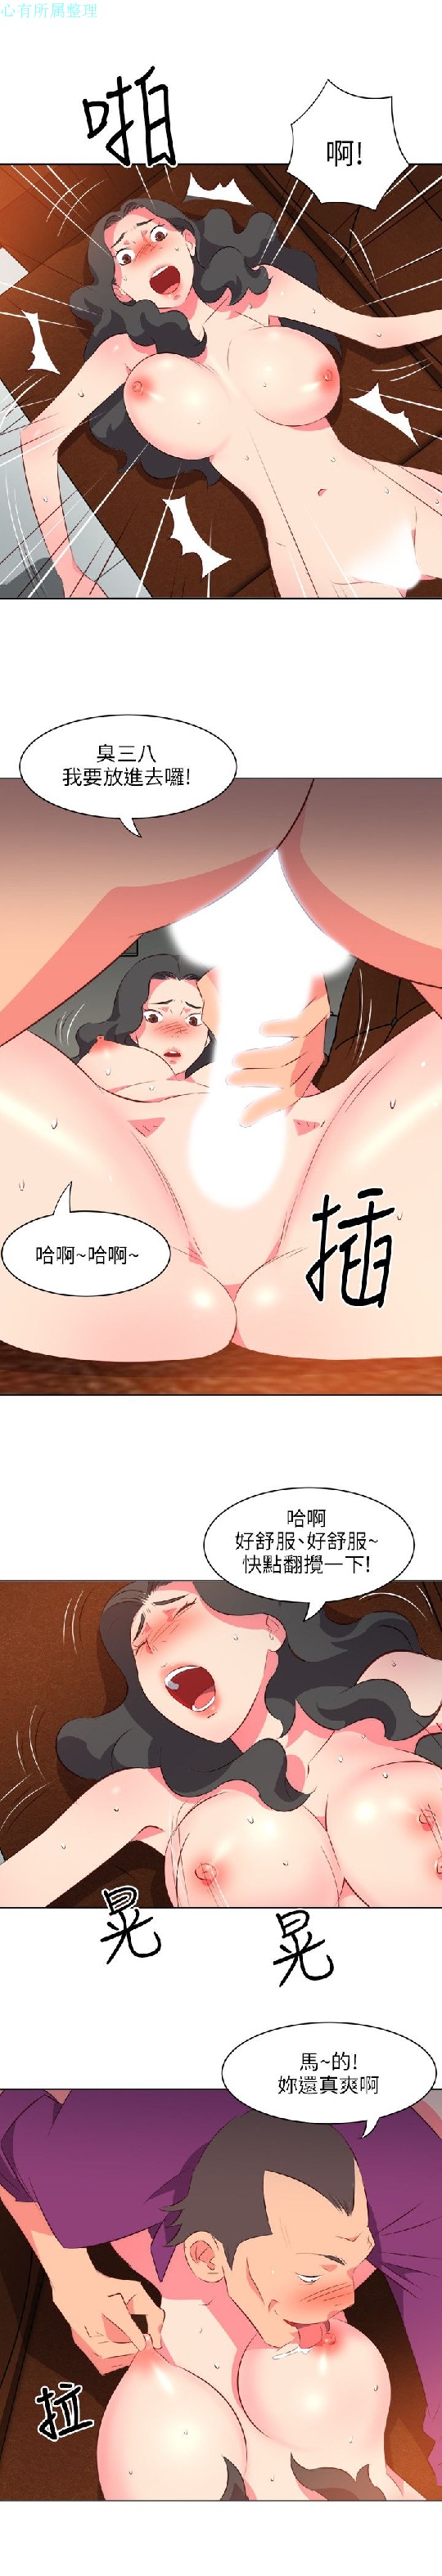 心有所属整理
啪
啊!
臭三八
我要放進去囉!
哈啊~哈啊~
插
哈啊
好舒服、好舒服~
快點翻攪一下!
晃
晃
馬~的!
妳還真爽啊
拉